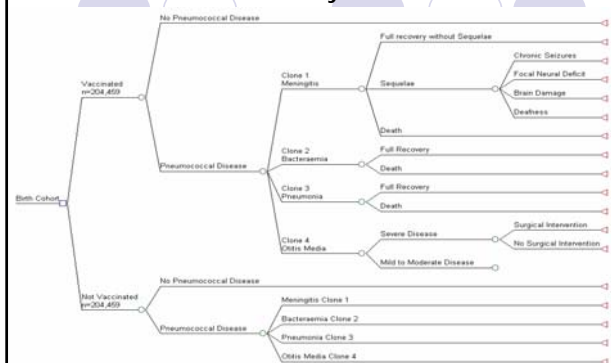 No Pneumococcal Disease
Full recovery without Sequelae
Chronic Seizures
Clone 1
Meningitis
Focal Neural Deficit
Vaccinated
n=204,459
Sequelae
Brain Damage
Deafness
Death
Clone 2
Bacteraemia
Full Recovery
Pneumococcal Disease
Death
Clone 3
Pneumonia
Full Recovery
Birth Cohort
Death
Surgical Intervention
Clone 4
Otitis Media
Severe Disease
No Surgical Intervention
Mild to Moderate Disease
No Pneumococcal Disease
Not Vaccinated
n=204,459
Meningitis Clone 1
Bacteraemia Clone 2
Pneumococcal Disease
Pneumonia Clone 3
Otitis Media Clone 4